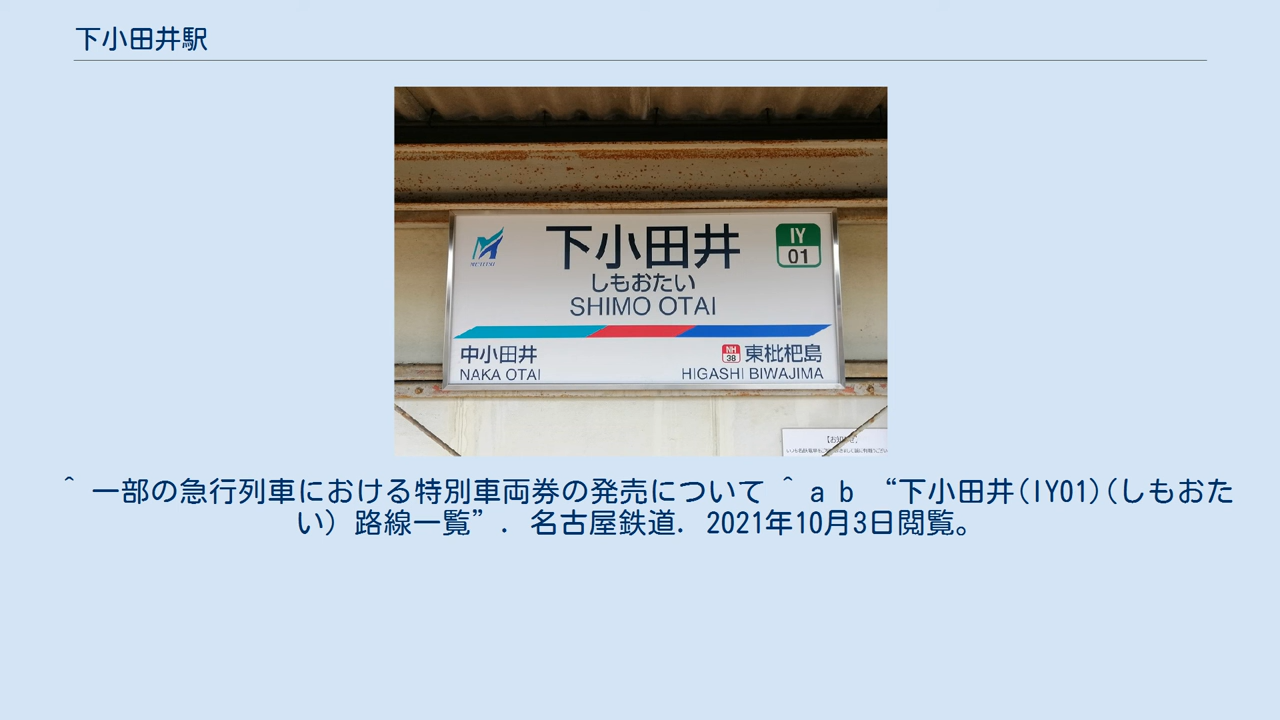 下小田井駅
下小田井
IY
01
しもおたい
SHIMO OTAI
中小田井
NH
38
東枇杷島
NAKA OTAI
HIGASHI BIWAJIMA
【お知らせ】
^ 一部の急行列車における特別車両券の発売について ^ a b “下小田井(IY01)(しもおた
い) 路線一覧”. 名古屋鉄道. 2021年10月3日閲覧。